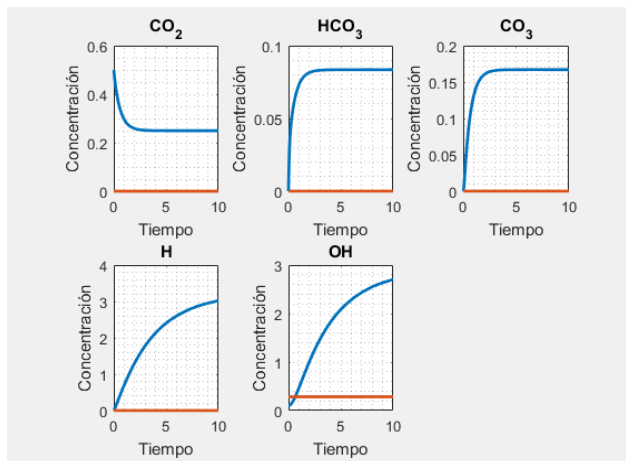 CO2
0.6
0.4
0.2
0
Concentración
0 5 10
Tiempo
HCO3
0.1
0.05
0
Concentración
0 5 10
Tiempo
CO3
0.2
0.15
0.1
0.05
0
Concentración
0 5 10
Tiempo
H
4
3
2
1
0
Concentración
0 5 10
Tiempo
OH
3
2
1
0
Concentración
0 5 10
Tiempo